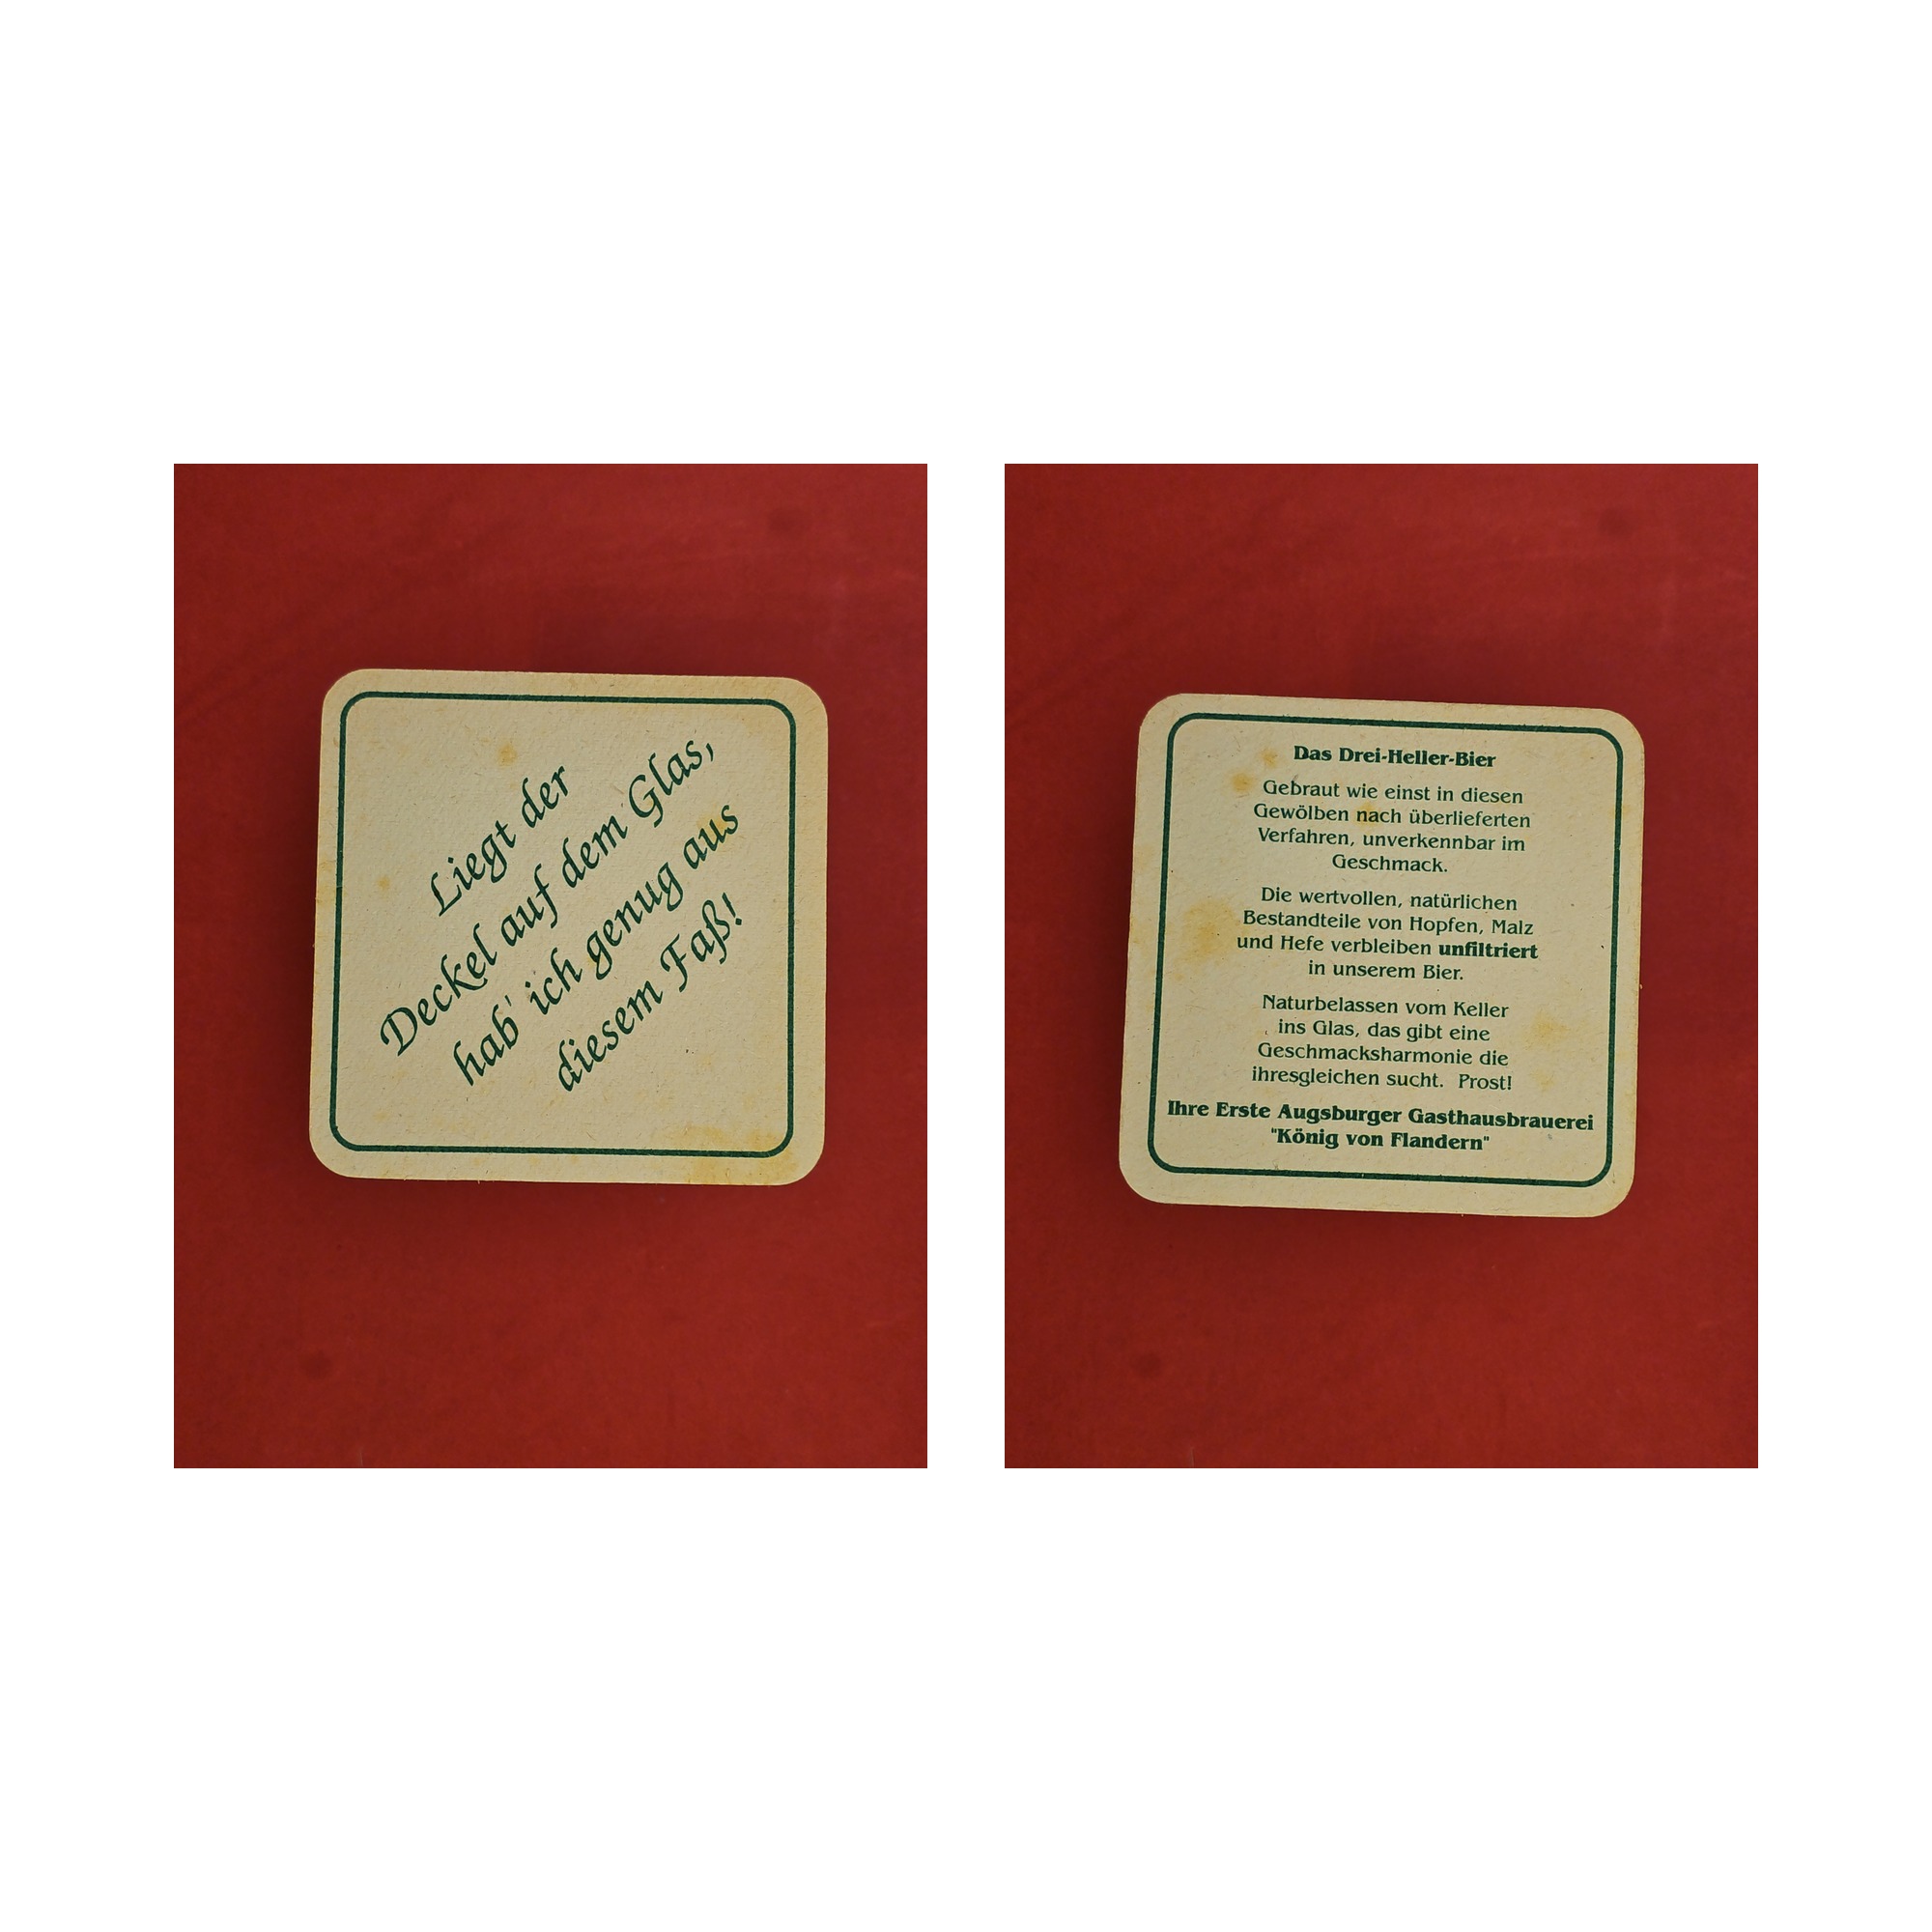 Liegt der
Deckel auf dem Glas,
hab' ich genug aus
diesem Faß!
Das Drei-Heller-Bier
Gebraut wie einst in diesen
Gewölben nach überlieferten
Verfahren, unverkennbar im
Geschmack.
Die wertvollen, natürlichen
Bestandteile von Hopfen, Malz
und Hefe verbleiben unfiltriert
in unserem Bier.
Naturbelassen vom Keller
ins Glas, das gibt eine
Geschmacksharmonie die
ihresgleichen sucht. Prost!
Ihre Erste Augsburger Gasthausbrauerei
"König von Flandern"